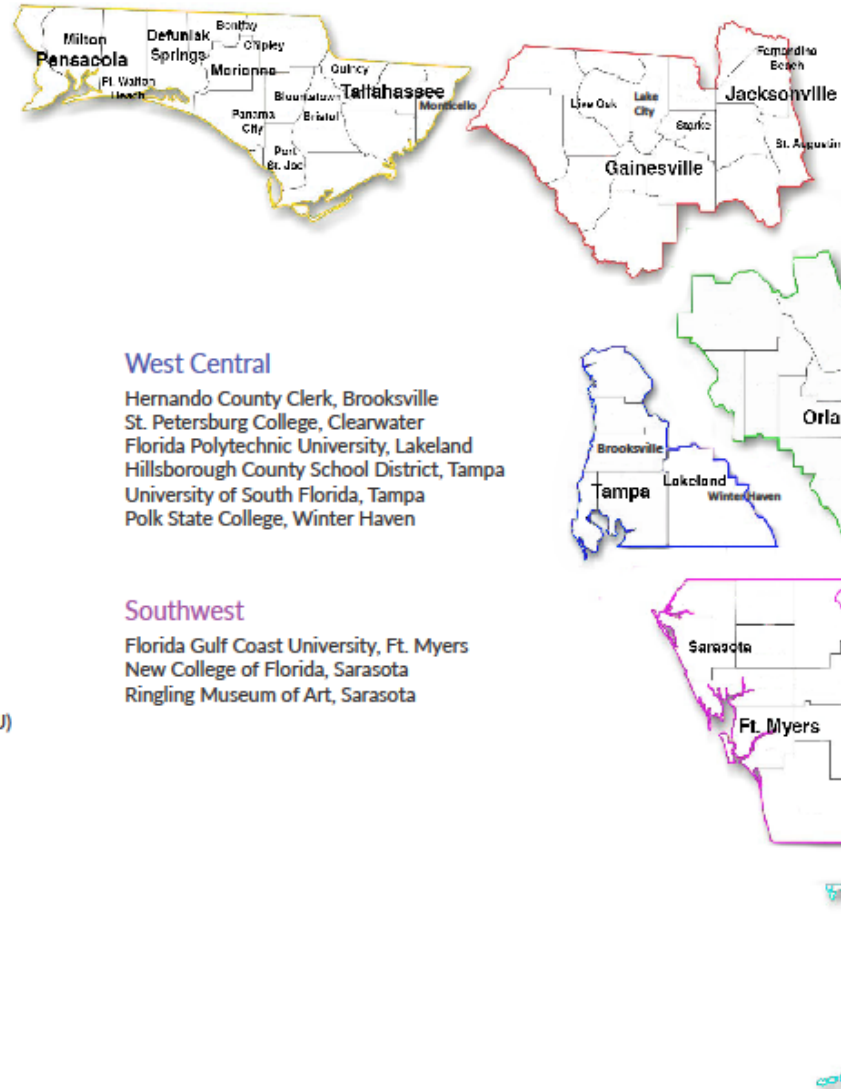 Milton
Pensacola
Ft. Walton
Beach
Defuniak
Springs
Bonifay
Chipley
Marianna
Quincy
Blountstown
Tallahassee
Monticello
Panama
City
Bristol
Port
St. Joe
Fernandina
Beach
Jacksonville
Live Oak
Lake
City
Starke
St. Augustin
Gainesville
West Central
Hernando County Clerk, Brooksville
St. Petersburg College, Clearwater
Florida Polytechnic University, Lakeland
Hillsborough County School District, Tampa
University of South Florida, Tampa
Polk State College, Winter Haven
Orla
Brooksville
Lakeland
Tampa
Winter Haven
Southwest
Florida Gulf Coast University, Ft. Myers
New College of Florida, Sarasota
Ringling Museum of Art, Sarasota
Sarasota
Ft. Myers
U)